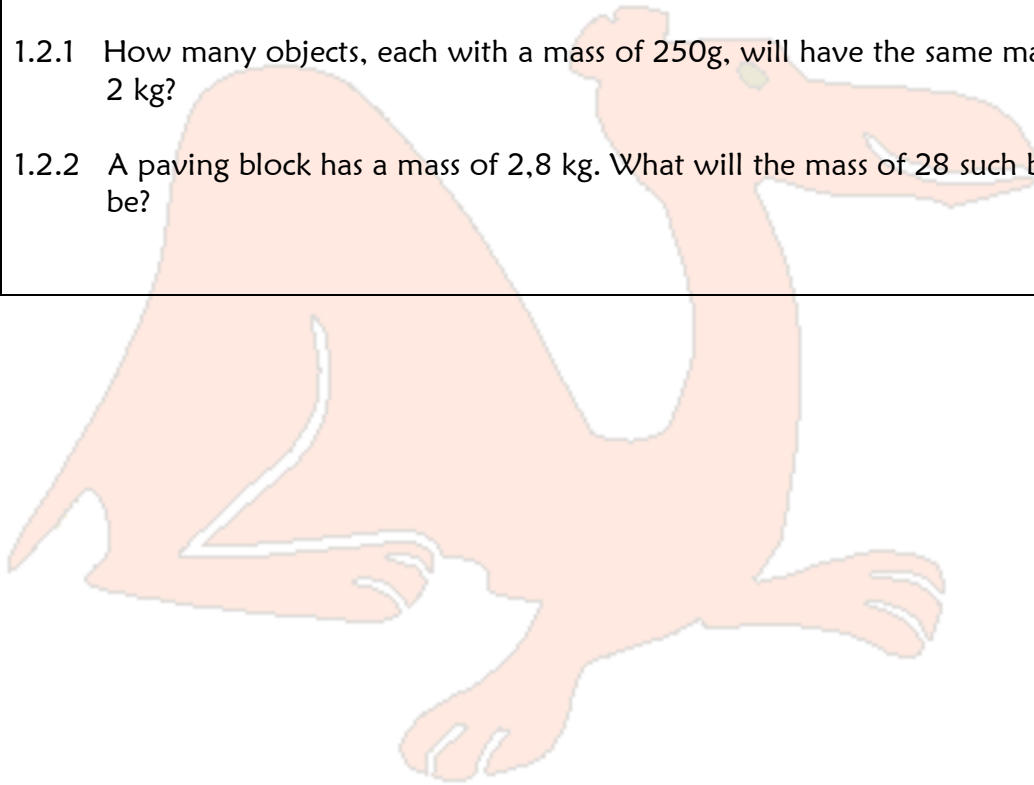 1.2.1 How many objects, each with a mass of 250g, will have the same ma
2 kg?
1.2.2 A paving block has a mass of 2,8 kg. What will the mass of 28 such b
be?